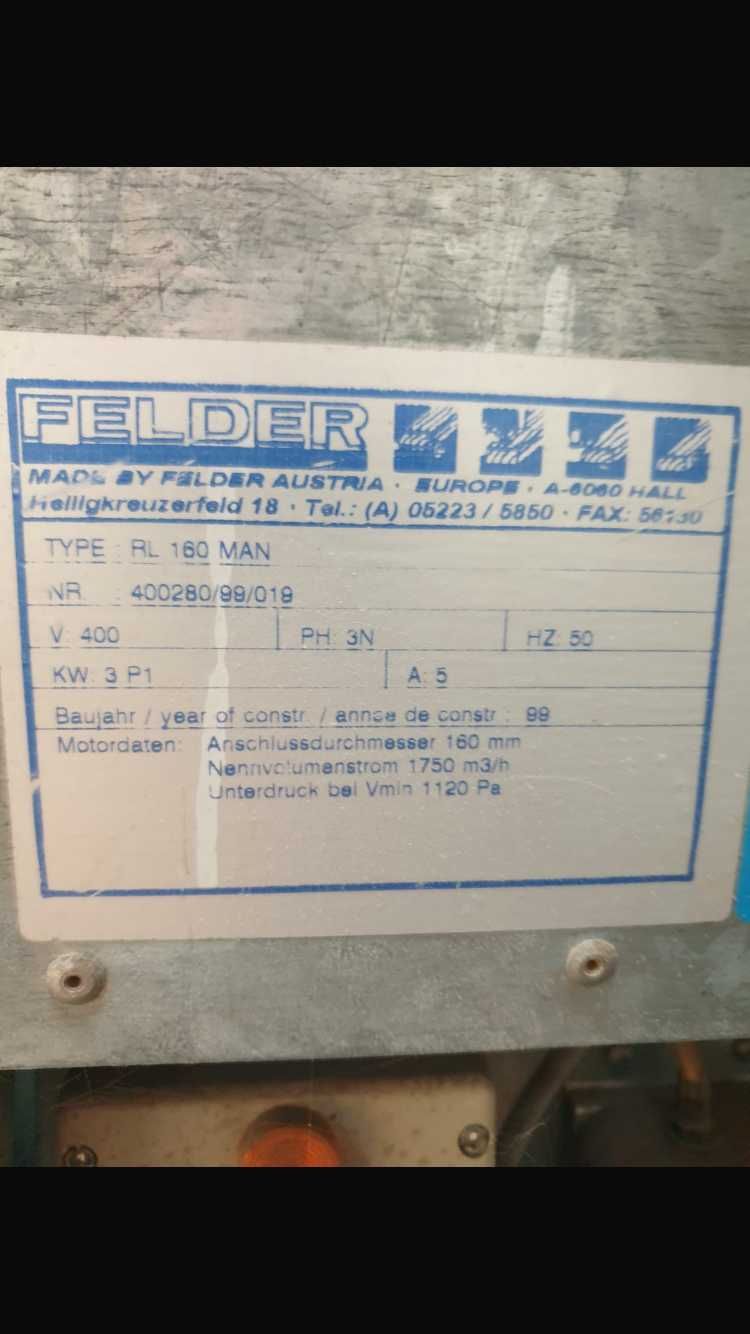 FELDER
MADE BY FELDER AUSTRIA · EUROPE · A-6060 HALL
Heiligkreuzerfeld 18 · Tel.: (A) 05223 / 5850 · FAX:
TYPE : RL 160 MAN
NR. : 400280/99/019
V: 400 PH: 3N HZ: 50
KW: 3 P1 A: 5
Baujahr / year of constr. / annee de constr.: 99
Motordaten: Anschlussdurchmesser 160 mm
Nennvolumenstrom 1750 m3/h
Unterdruck bei Vmin 1120 Pa